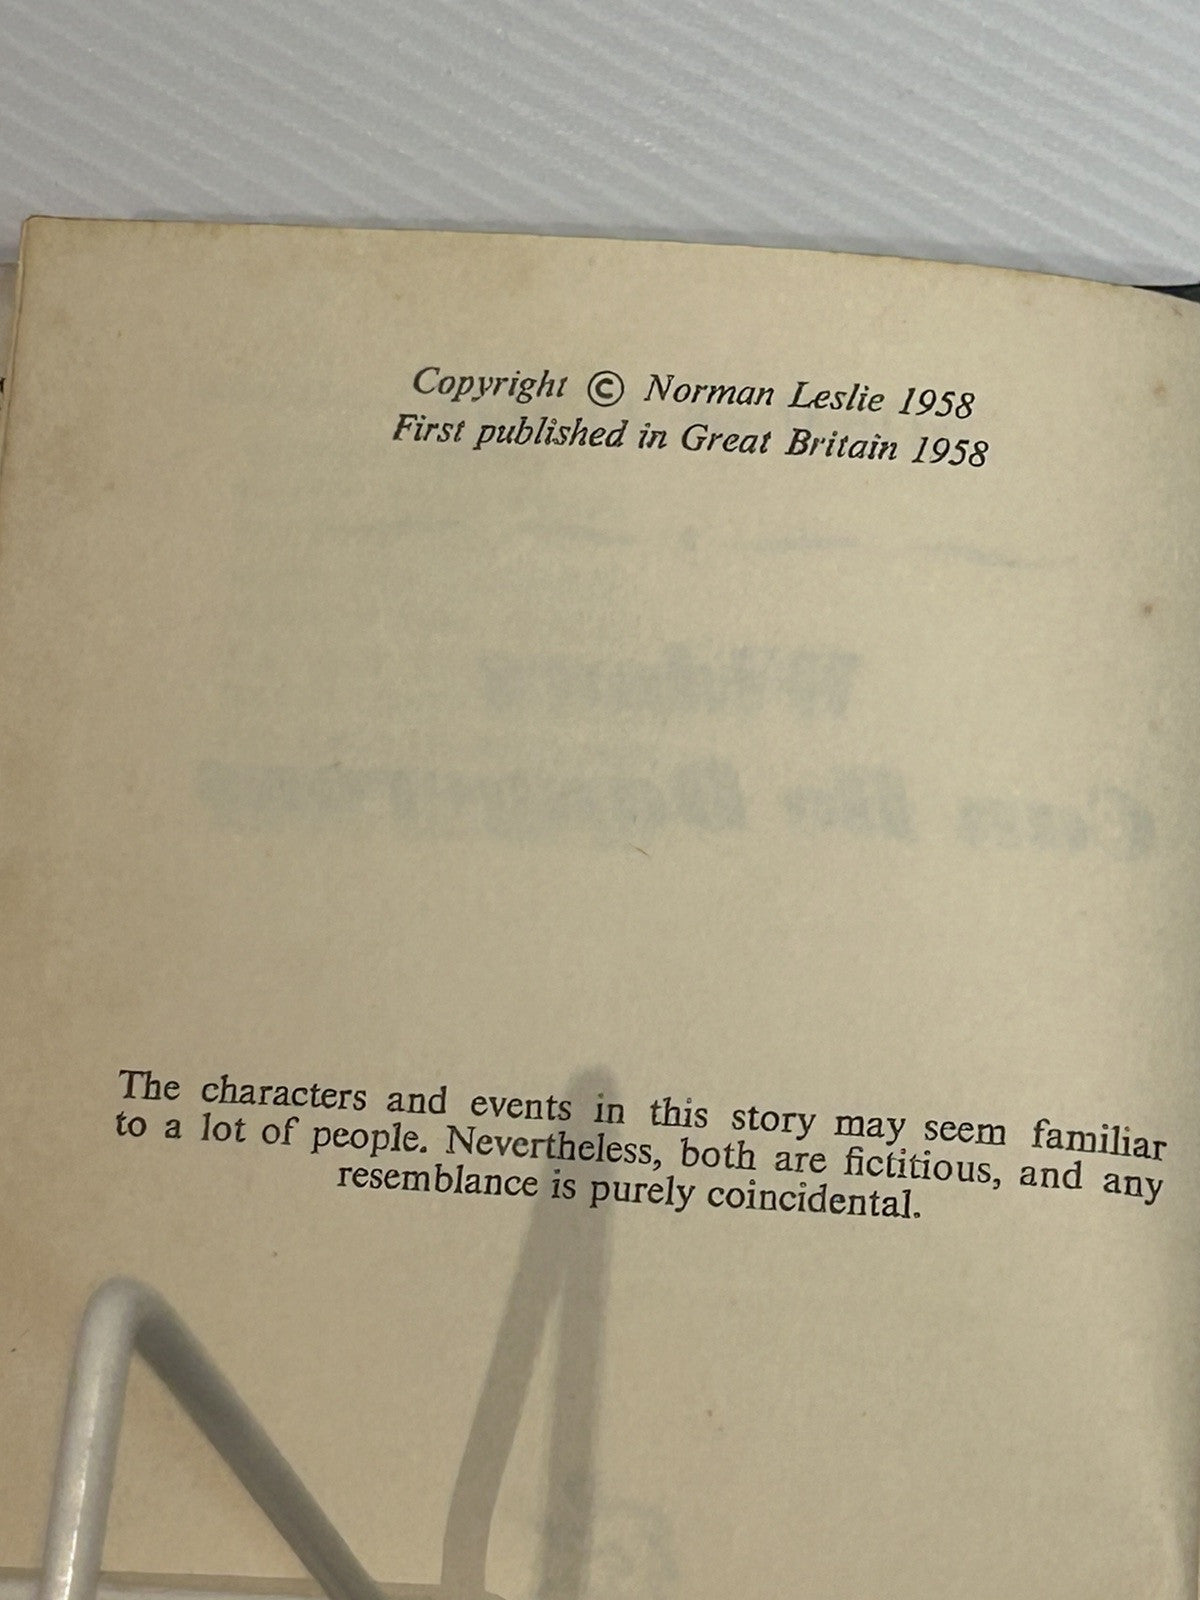 Copyright © Norman Leslie 1958
First published in Great Britain 1958
The characters and events in this story may seem familiar
to a lot of people. Nevertheless, both are fictitious, and any
resemblance is purely coincidental.